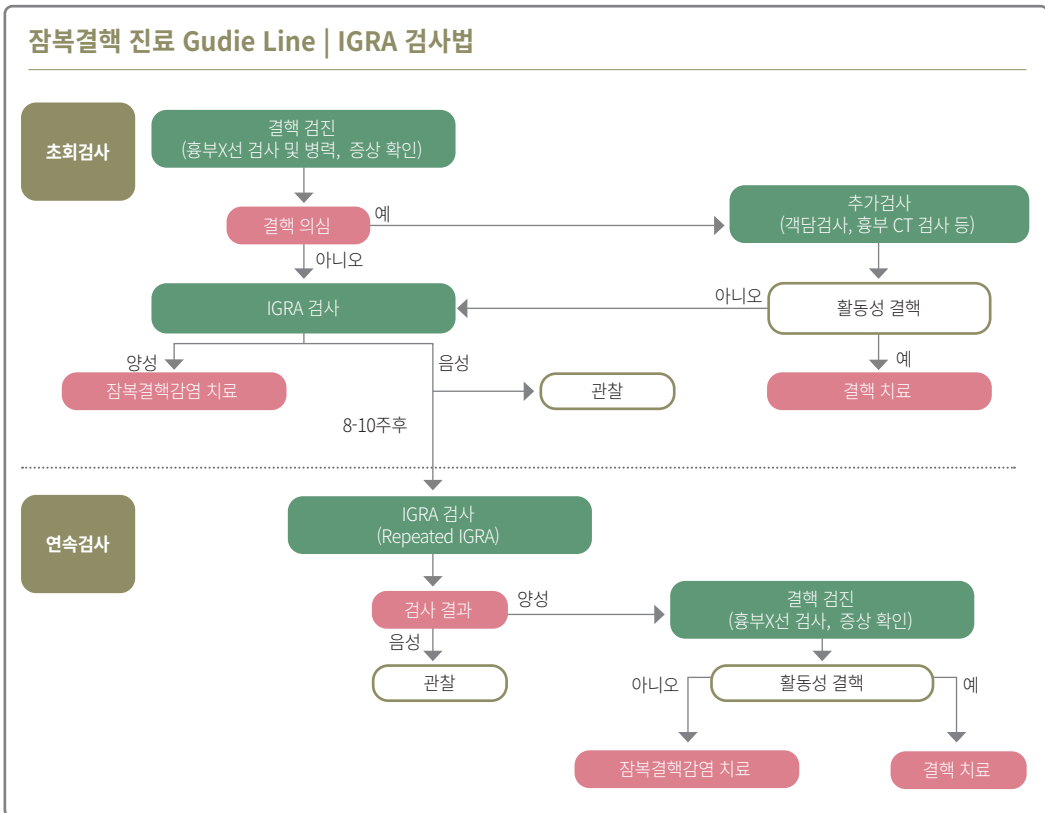 잠복결핵 진료 Gudie Line | IGRA 검사법
초회검사
결핵 검진
(흉부X선 검사 및 병력, 증상 확인)
결핵 의심
예
추가검사
(객담검사, 흉부 CT 검사 등)
아니오
IGRA 검사
아니오
활동성 결핵
양성
음성
예
잠복결핵감염 치료
관찰
결핵 치료
8-10주후
연속검사
IGRA 검사
(Repeated IGRA)
검사 결과
양성
결핵 검진
(흉부X선 검사, 증상 확인)
음성
관찰
아니오
활동성 결핵
예
잠복결핵감염 치료
결핵 치료